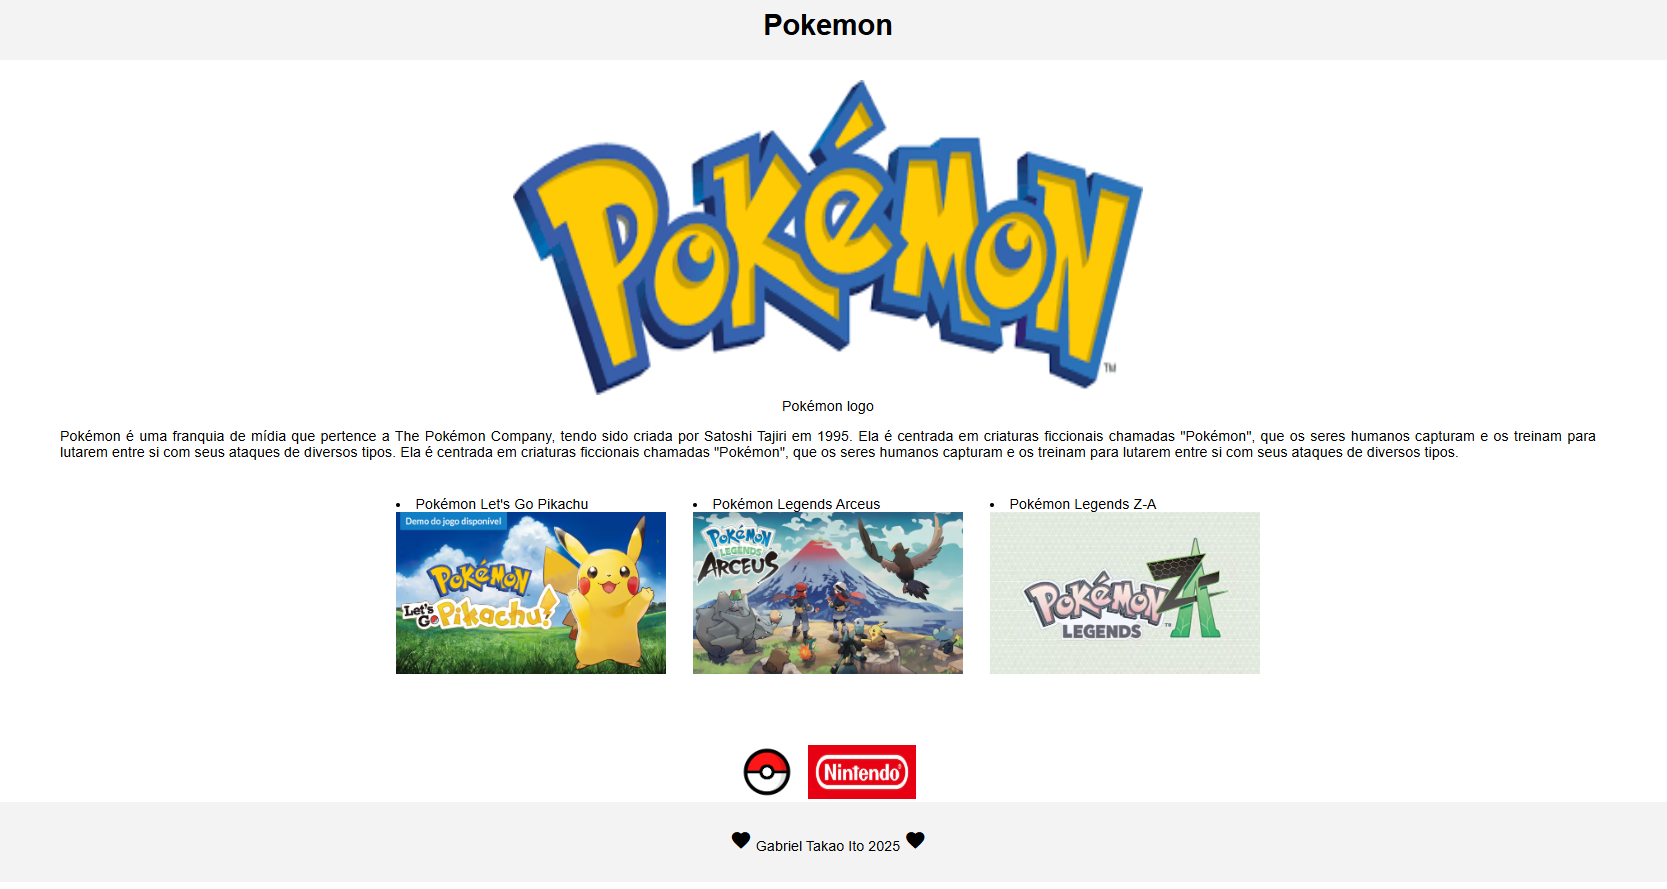 Pokemon
POKÉMON
TM
Pokémon logo
Pokémon é uma franquia de mídia que pertence a The Pokémon Company, tendo sido criada por Satoshi Tajiri em 1995. Ela é centrada em criaturas ficcionais chamadas "Pokémon", que os seres humanos capturam e os treinam para
lutarem entre si com seus ataques de diversos tipos. Ela é centrada em criaturas ficcionais chamadas "Pokémon", que os seres humanos capturam e os treinam para lutarem entre si com seus ataques de diversos tipos.
• Pokémon Let's Go Pikachu
Demo do jogo disponível
POKÉMON
Let's Go Pikachu!
• Pokémon Legends Arceus
POKÉMON
LEGENDS
ARCEUS
• Pokémon Legends Z-A
POKÉMON Z-A
TM
LEGENDS
Nintendo
Gabriel Takao Ito 2025